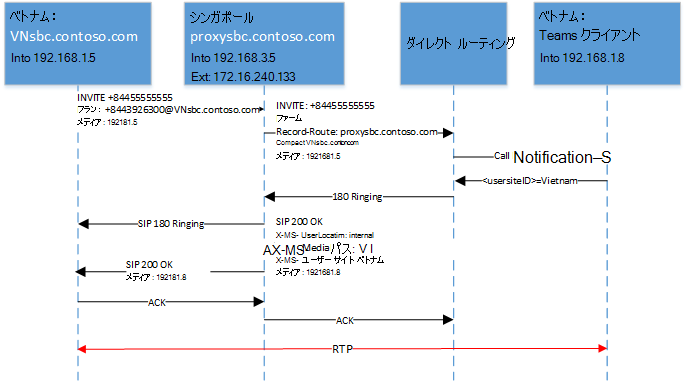 ベトナム：
VNsbc.contoso.com
Into 192.168.1.5
シンガポール
proxysbc.contoso.com
Into 192.168.3.5
Ext: 172.16.240.133
ダイレクト ルーティング
ベトナム：
Teams クライアント
Into 192.168.1.8
INVITE +84455555555
フラン： +8443926300@VNsbc.contoso.com
メディア : 192181.5
INVITE: +84455555555
ファーム
Record-Route: proxysbc.contoso.com
Compact VNsbc.contoncom
メディア : 1921681.5
Call Notification–S
<usersiteID>=Vietnam
180 Ringing
SIP 180 Ringing
SIP 200 OK
X-MS- UserLocatim: internal
AX-MS-Mediaパス: V I
X-MS- ユーザー サイト ベトナム
メディア : 1921681.8
SIP 200 OK
メディア : 192181.8
ACK
ACK
RTP